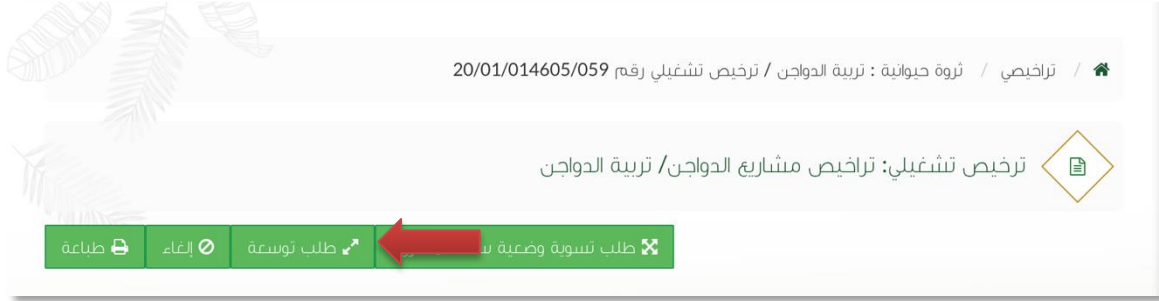 تراخيصي / ثروة حيوانية : تربية الدواجن / ترخيص تشغيلي رقم 20/01/014605/059
ترخيص تشغيلي: تراخيص مشاريع الدواجن/ تربية الدواجن
طلب تسوية وضعية
طلب توسعة
إلغاء
طباعة